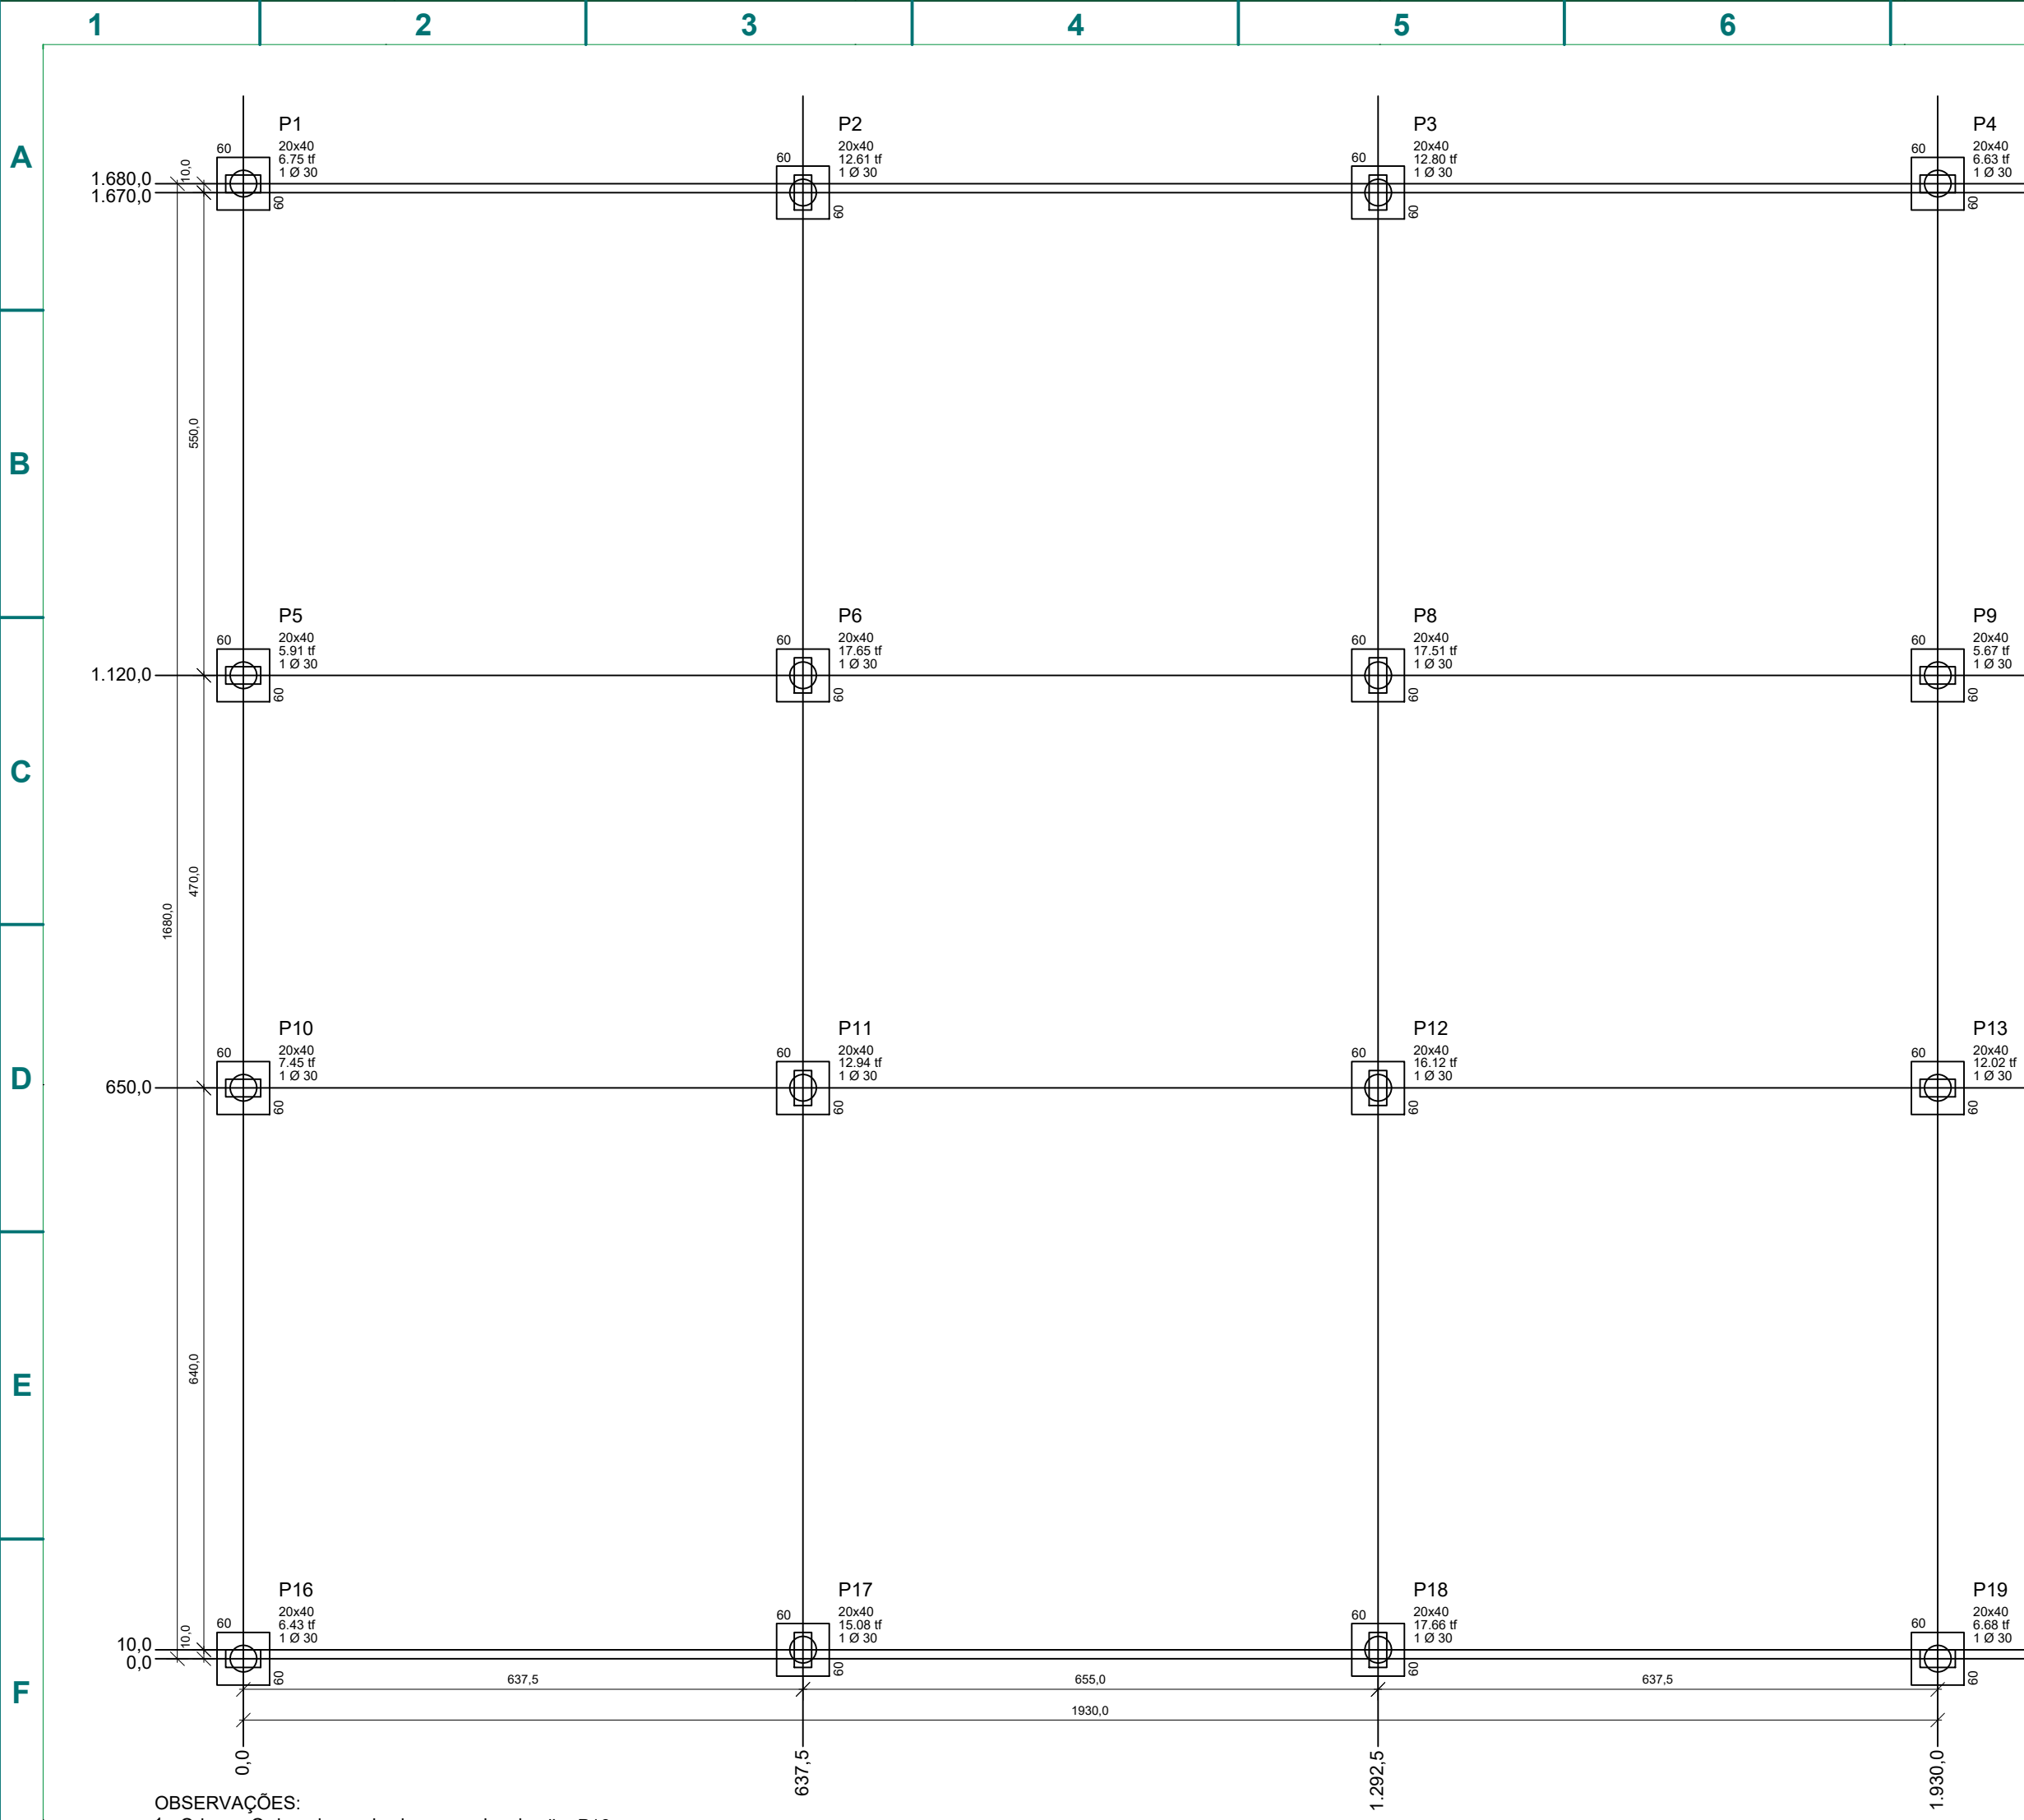 1 2 3 4 5 6
A
P1
20x40
6.75 tf
1 Ø 30
60
60
P2
20x40
12.61 tf
1 Ø 30
60
60
P3
20x40
12.80 tf
1 Ø 30
60
60
P4
20x40
6.63 tf
1 Ø 30
60
60
1.680,0
1.670,0
10,0
550,0
B
P5
20x40
5.91 tf
1 Ø 30
60
60
P6
20x40
17.65 tf
1 Ø 30
60
60
P8
20x40
17.51 tf
1 Ø 30
60
60
P9
20x40
5.67 tf
1 Ø 30
60
60
1.120,0
C
470,0
1680,0
P10
20x40
7.45 tf
1 Ø 30
60
60
P11
20x40
12.94 tf
1 Ø 30
60
60
P12
20x40
16.12 tf
1 Ø 30
60
60
P13
20x40
12.02 tf
1 Ø 30
60
60
D
650,0
640,0
E
P16
20x40
6.43 tf
1 Ø 30
60
60
P17
20x40
15.08 tf
1 Ø 30
60
60
P18
20x40
17.66 tf
1 Ø 30
60
60
P19
20x40
6.68 tf
1 Ø 30
60
60
10,0
0,0
10,0
F
637,5 655,0 637,5
1930,0
0,0 637,5 1.292,5 1.930,0
OBSERVAÇÕES: